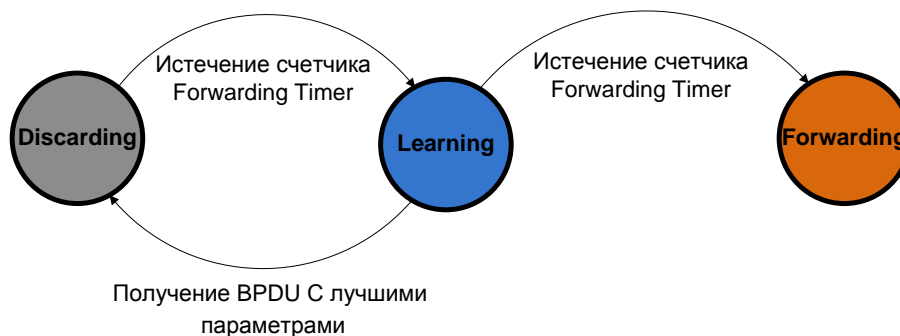 Истечение счетчика
Forwarding Timer
Истечение счетчика
Forwarding Timer
Discarding
Learning
Forwarding
Получение BPDU С лучшими
параметрами